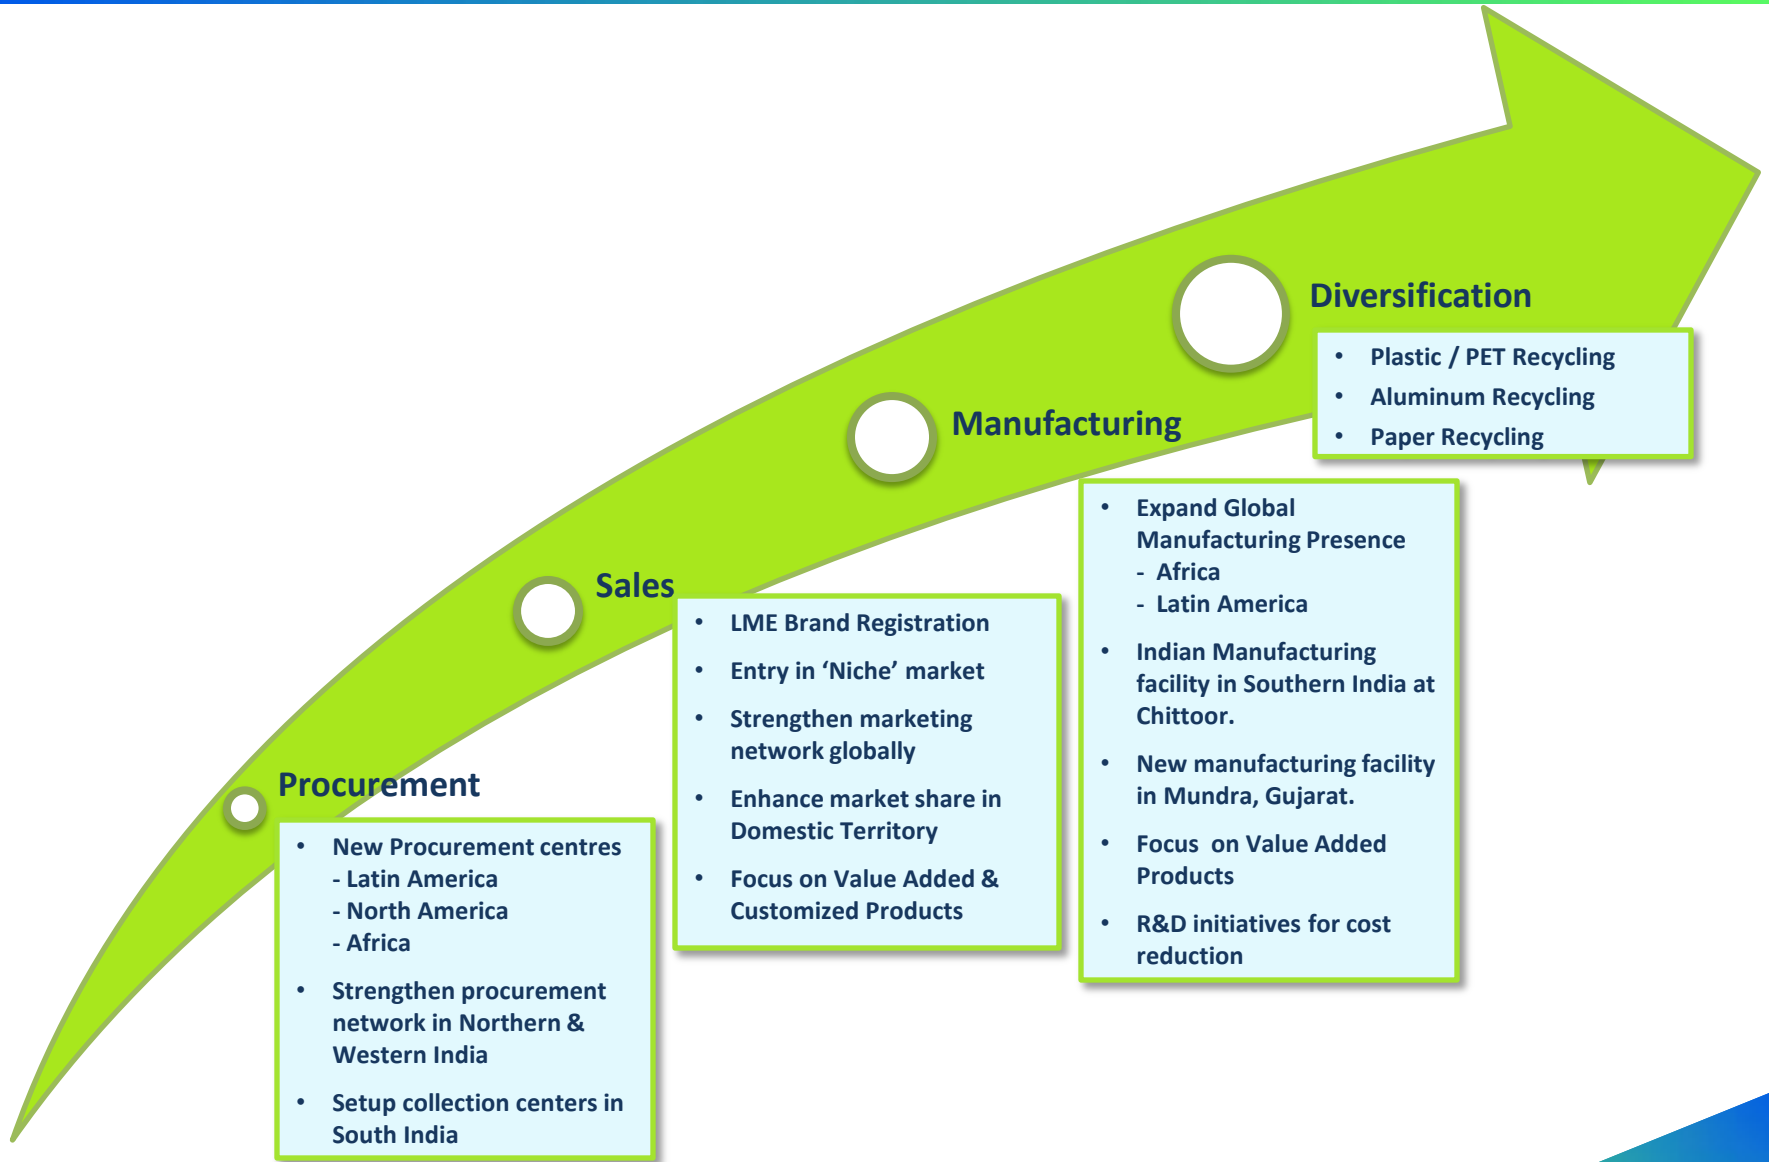 Procurement
• New Procurement centres
- Latin America
- North America
- Africa
• Strengthen procurement
network in Northern &
Western India
• Setup collection centers in
South India
Sales
• LME Brand Registration
• Entry in ‘Niche’ market
• Strengthen marketing
network globally
• Enhance market share in
Domestic Territory
• Focus on Value Added &
Customized Products
Manufacturing
• Expand Global
Manufacturing Presence
- Africa
- Latin America
• Indian Manufacturing
facility in Southern India at
Chittoor.
• New manufacturing facility
in Mundra, Gujarat.
• Focus on Value Added
Products
• R&D initiatives for cost
reduction
Diversification
• Plastic / PET Recycling
• Aluminum Recycling
• Paper Recycling